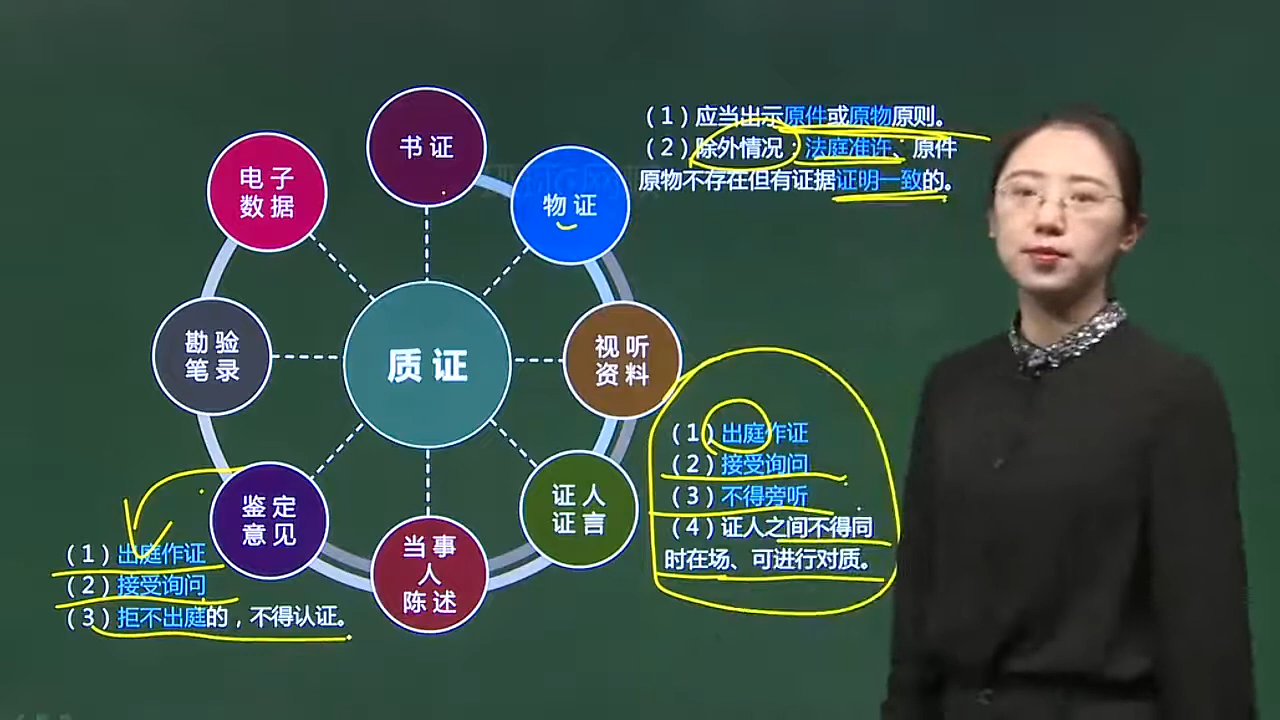 书证
物证
视听
资料
证人
证言
当事
人
陈述
鉴定
意见
勘验
笔录
电子
数据
质证
（1）应当出示原件或原物原则。
（2）除外情况：法庭准许、原件
原物不存在但有证据证明一致的。
（1）出庭作证
（2）接受询问
（3）不得旁听
（4）证人之间不得同
时在场、可进行对质。
（1）出庭作证
（2）接受询问
（3）拒不出庭的，不得认证。